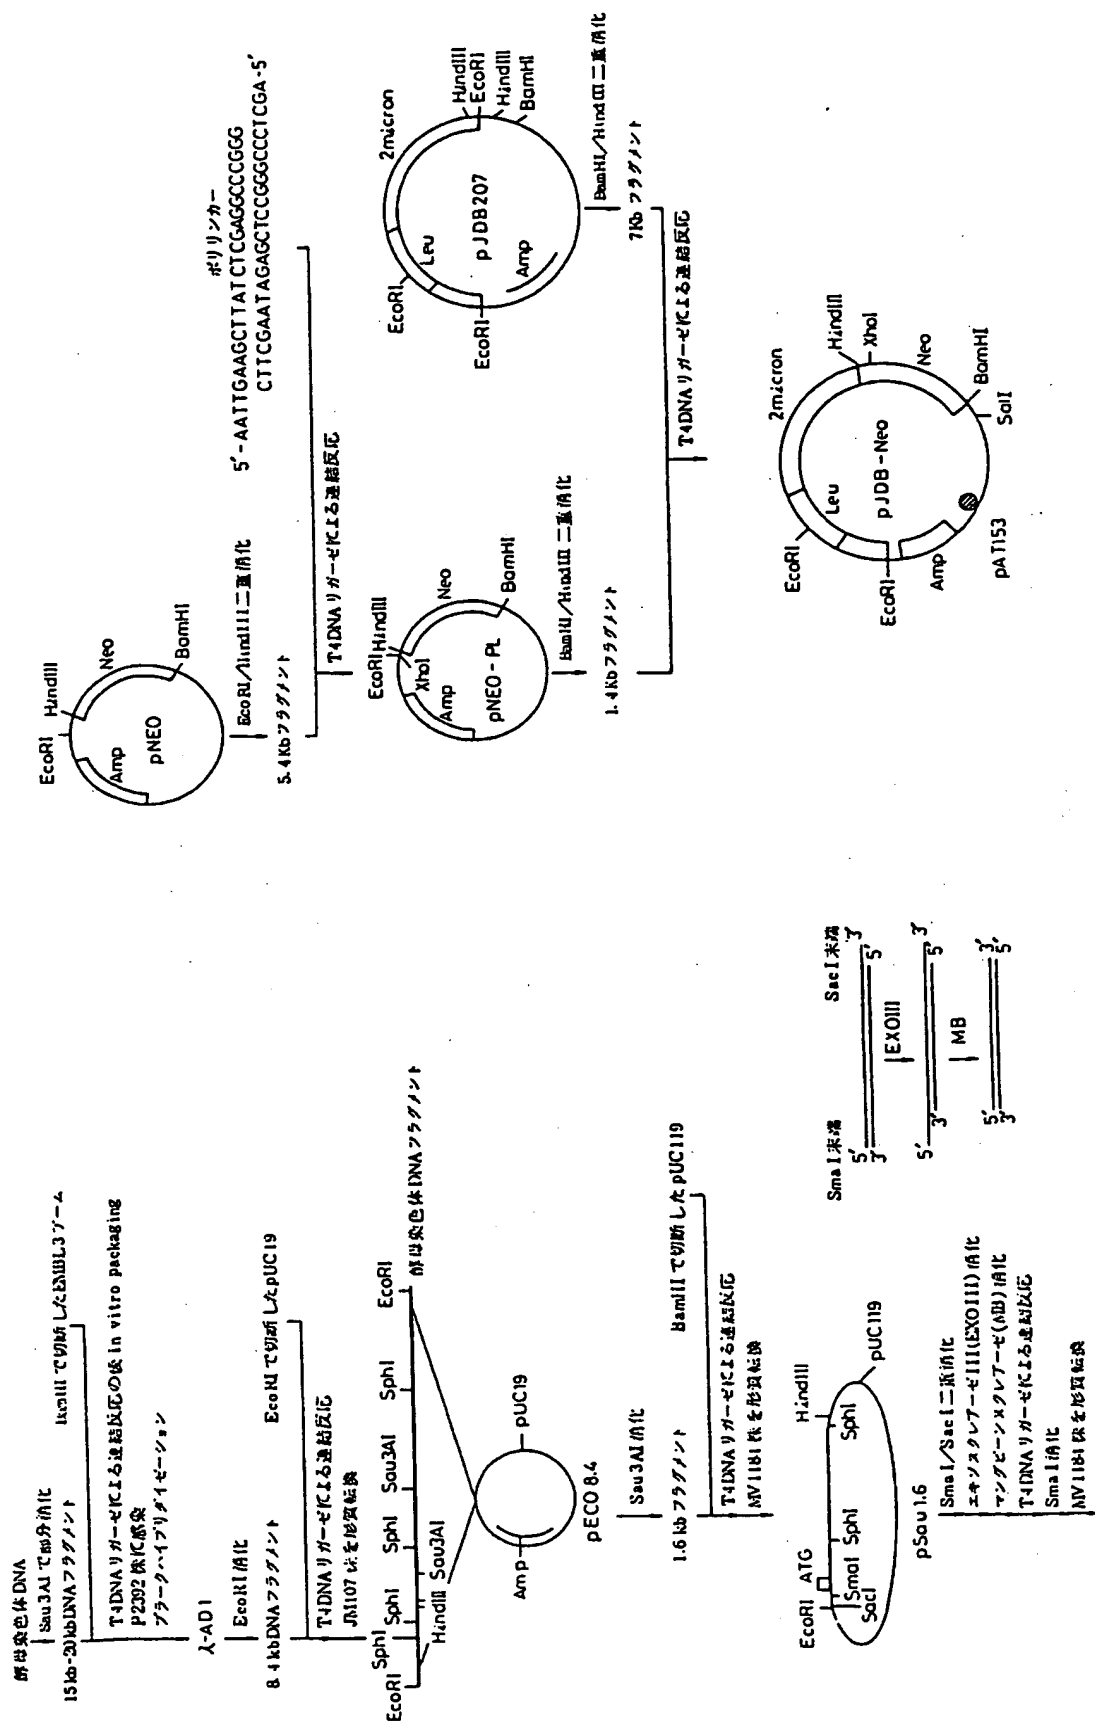 酵母染色体DNA
Sau3AIで部分消化
15kb-20kbDNAフラグメント
BamHIで切断したEMBL3アーム
T4DNAリガーゼによる連結反応の後in vitro packaging
P2392株に感染
プラークハイブリダイゼーション
λ-AD1
EcoRI消化
8.4kbDNAフラグメント
EcoRIで切断したpUC19
T4DNAリガーゼによる連結反応
JM107株を形質転換
EcoRI
SphI
SphI
SphI
Sau3AI
SphI
EcoRI
HindIII
Sau3AI
酵母染色体DNAフラグメント
Amp
pUC19
pECO8.4
Sau3AI消化
1.6kbフラグメント
BamHIで切断したpUC119
T4DNAリガーゼによる連結反応
MV1184株を形質転換
EcoRI
ATG
SmaI
SacI
SphI
HindIII
SphI
pUC119
pSau1.6
SmaI/SacI二重消化
エキソヌクレアーゼIII(EXOIII)消化
マングビーンヌクレアーゼ(MB)消化
T4DNAリガーゼによる連結反応
SmaI消化
MV1184株を形質転換
SmaI末端
SacI末端
5′
3′
3′
5′
EXOIII
5′
3′
3′
5′
MB
5′
3′
3′
5′
EcoRI
HindIII
Neo
Amp
pNEO
BamHI
EcoRI/HindIII二重消化
5.4Kbフラグメント
ポリリンカー
5′-AATTGAAGCTTATCTCGAGGCCCGGG
CTTCGAATAGAGCTCCGGGCCCTCGA-5′
T4DNAリガーゼによる連結反応
EcoRI
HindIII
XhoI
Neo
Amp
pNEO-PL
BamHI
BamHI/HindIII二重消化
1.4Kbフラグメント
2micron
HindIII
EcoRI
HindIII
BamHI
EcoRI
Leu
EcoRI
pJDB207
Amp
BamHI/HindIII二重消化
7Kbフラグメント
T4DNAリガーゼによる連結反応
2micron
HindIII
XhoI
Neo
BamHI
SalI
EcoRI
Leu
EcoRI
pJDB-Neo
Amp
pAT153